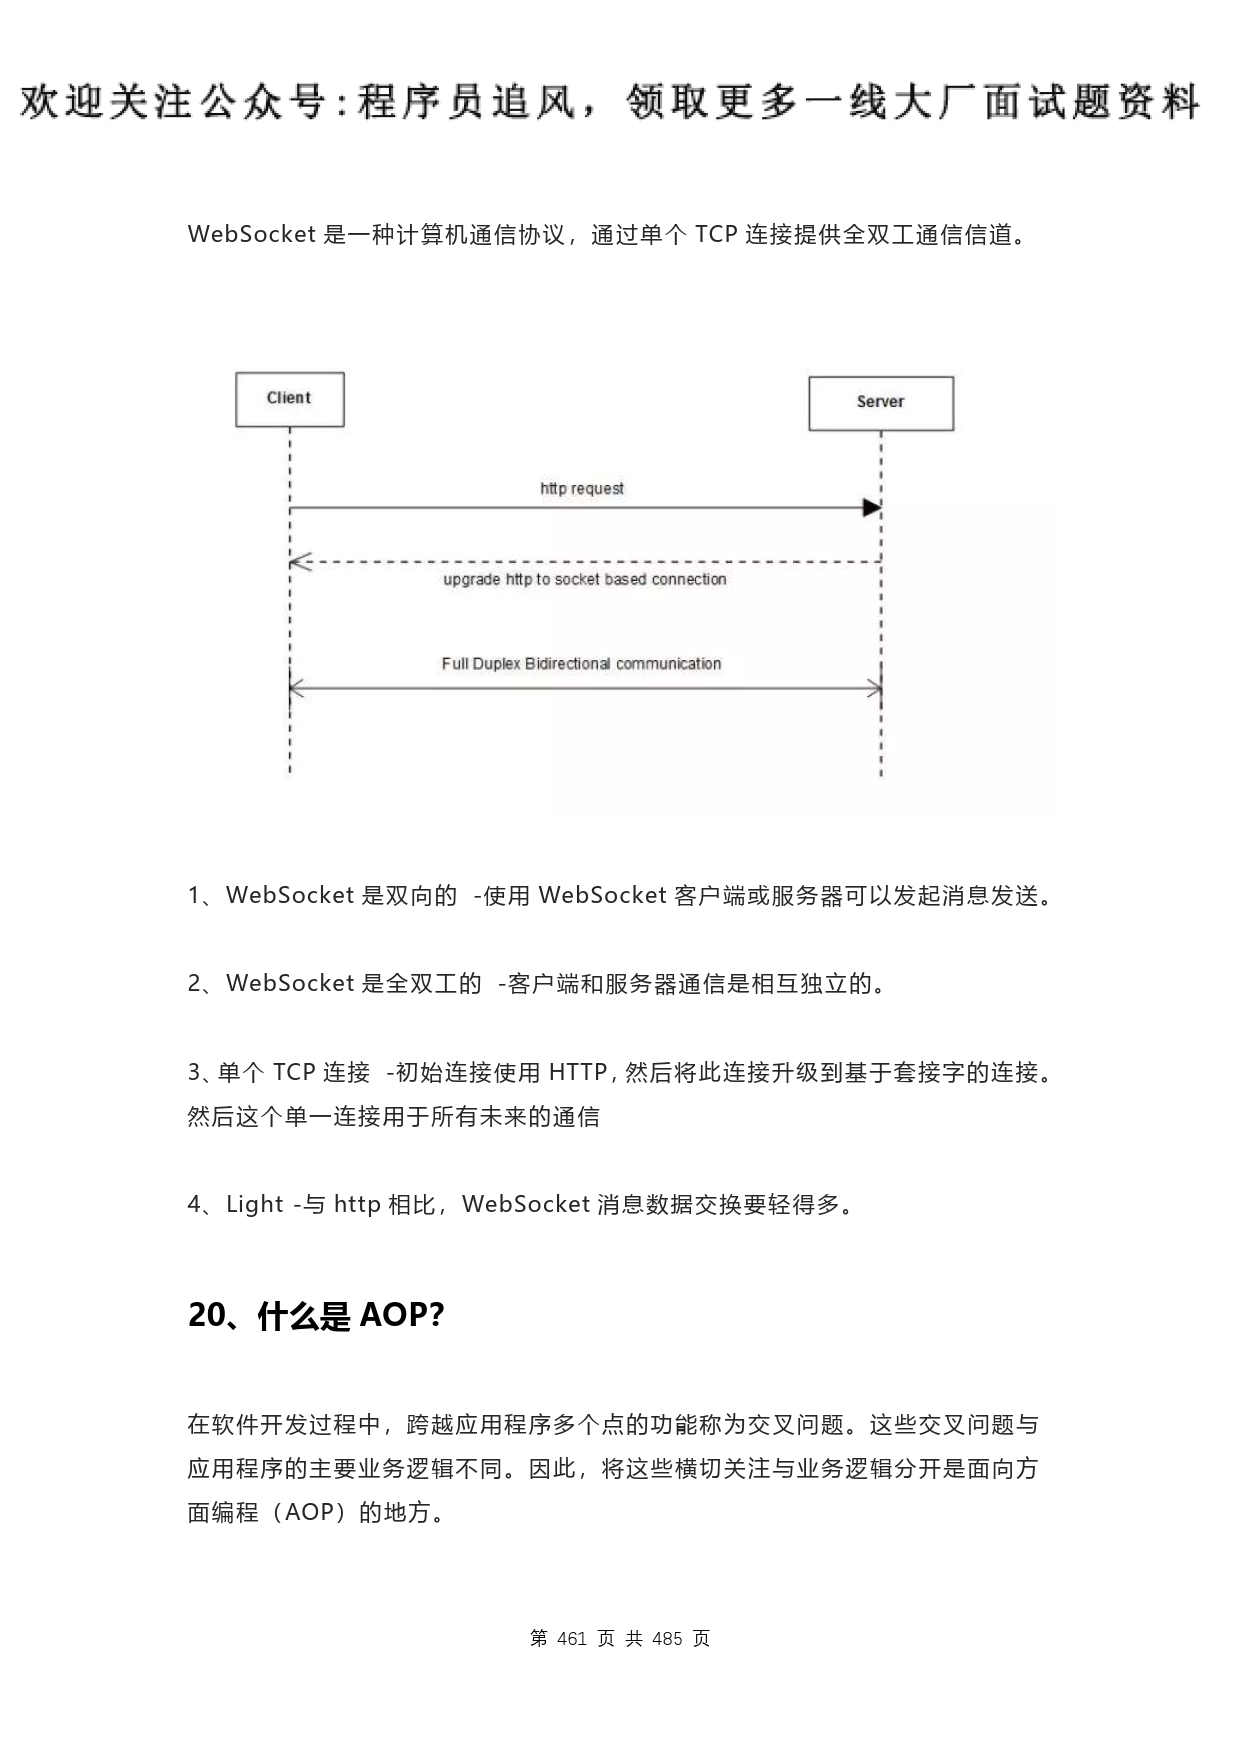 欢迎关注公众号:程序员追风，领取更多一线大厂面试题资料
WebSocket 是一种计算机通信协议，通过单个 TCP 连接提供全双工通信信道。
Client
Server
http request
upgrade http to socket based connection
Full Duplex Bidirectional communication
1、WebSocket 是双向的 -使用 WebSocket 客户端或服务器可以发起消息发送。
2、WebSocket 是全双工的 -客户端和服务器通信是相互独立的。
3、单个 TCP 连接 -初始连接使用 HTTP，然后将此连接升级到基于套接字的连接。
然后这个单一连接用于所有未来的通信
4、Light -与 http 相比，WebSocket 消息数据交换要轻得多。
20、什么是 AOP？
在软件开发过程中，跨越应用程序多个点的功能称为交叉问题。这些交叉问题与
应用程序的主要业务逻辑不同。因此，将这些横切关注与业务逻辑分开是面向方
面编程（AOP）的地方。
第 461 页 共 485 页